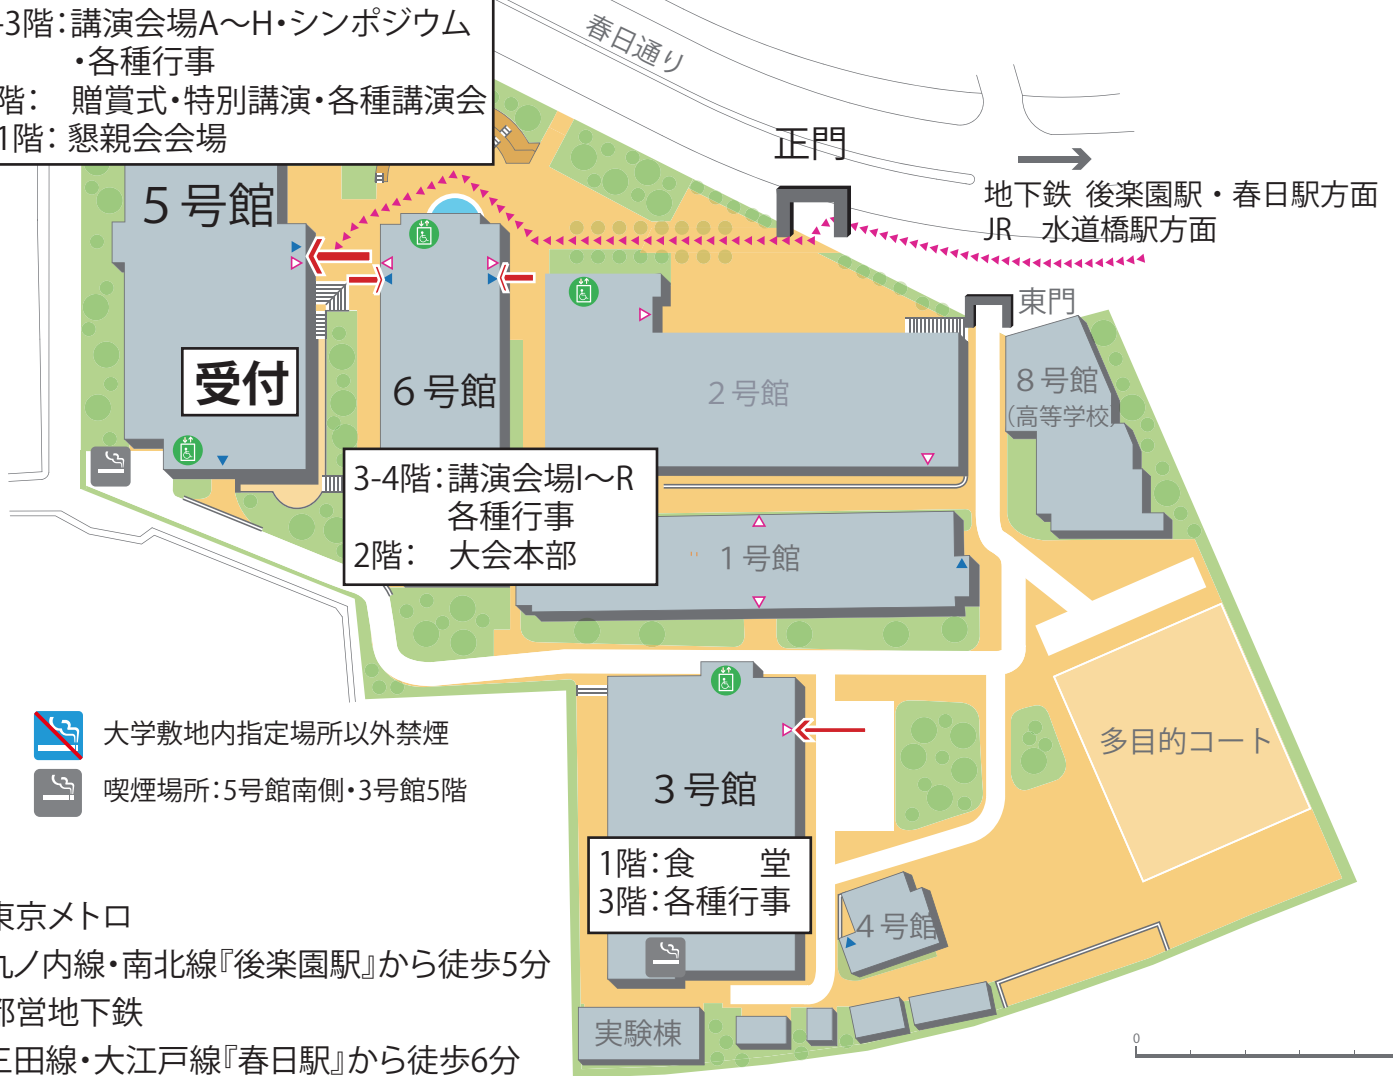 -3階：講演会場A～H・シンポジウム
・各種行事
階：　贈賞式・特別講演・各種講演会
1階：懇親会会場
春日通り
正門
地下鉄 後楽園駅・春日駅方面
JR　水道橋駅方面
東門
５号館
受付
６号館
２号館
８号館
(高等学校)
3-4階：講演会場I～R
各種行事
2階：　大会本部
１号館
大学敷地内指定場所以外禁煙
喫煙場所：5号館南側・3号館5階
３号館
1階：食　　堂
3階：各種行事
多目的コート
４号館
実験棟
東京メトロ
丸ノ内線・南北線『後楽園駅』から徒歩5分
都営地下鉄
三田線・大江戸線『春日駅』から徒歩6分
0